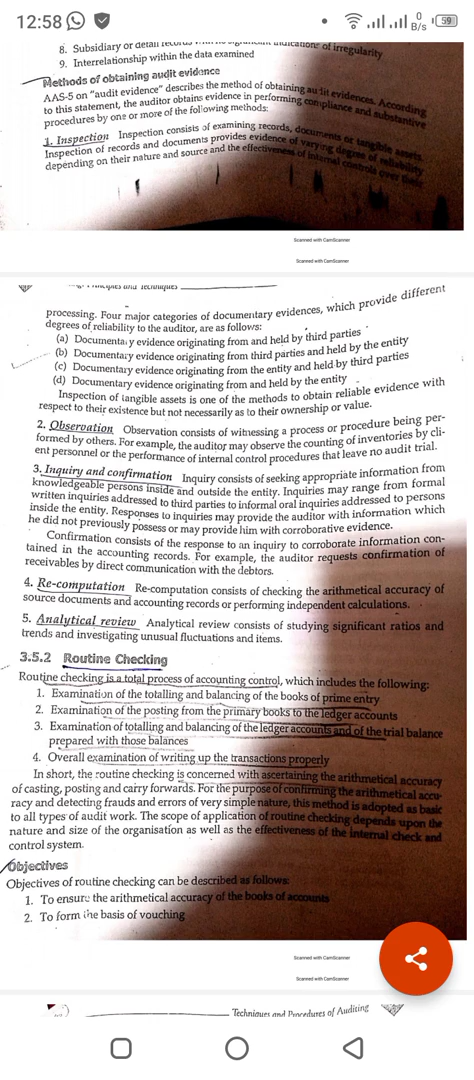 12:58
0
B/s
59
8. Subsidiary or detail records with no significant indications of irregularity
9. Interrelationship within the data examined
Methods of obtaining audit evidence
AAS-5 on "audit evidence" describes the method of obtaining audit evidences. According
to this statement, the auditor obtains evidence in performing compliance and substantive
procedures by one or more of the following methods:
1. Inspection Inspection consists of examining records, documents or tangible assets.
Inspection of records and documents provides evidence of varying degree of reliability
depending on their nature and source and the effectiveness of internal controls over their
Scanned with CamScanner
Scanned with CamScanner
Principles and Techniques
processing. Four major categories of documentary evidences, which provide different
degrees of reliability to the auditor, are as follows:
(a) Documentary evidence originating from and held by third parties
(b) Documentary evidence originating from third parties and held by the entity
(c) Documentary evidence originating from the entity and held by third parties
(d) Documentary evidence originating from and held by the entity
Inspection of tangible assets is one of the methods to obtain reliable evidence with
respect to their existence but not necessarily as to their ownership or value.
2. Observation Observation consists of witnessing a process or procedure being per-
formed by others. For example, the auditor may observe the counting of inventories by cli-
ent personnel or the performance of internal control procedures that leave no audit trial.
3. Inquiry and confirmation Inquiry consists of seeking appropriate information from
knowledgeable persons inside and outside the entity. Inquiries may range from formal
written inquiries addressed to third parties to informal oral inquiries addressed to persons
inside the entity. Responses to inquiries may provide the auditor with information which
he did not previously possess or may provide him with corroborative evidence.
Confirmation consists of the response to an inquiry to corroborate information con-
tained in the accounting records. For example, the auditor requests confirmation of
receivables by direct communication with the debtors.
4. Re-computation Re-computation consists of checking the arithmetical accuracy of
source documents and accounting records or performing independent calculations.
5. Analytical review Analytical review consists of studying significant ratios and
trends and investigating unusual fluctuations and items.
3.5.2 Routine Checking
Routine checking is a total process of accounting control, which includes the following:
1. Examination of the totalling and balancing of the books of prime entry
2. Examination of the posting from the primary books to the ledger accounts
3. Examination of totalling and balancing of the ledger accounts and of the trial balance
prepared with those balances
4. Overall examination of writing up the transactions properly
In short, the routine checking is concerned with ascertaining the arithmetical accuracy
of casting, posting and carry forwards. For the purpose of confirming the arithmetical accu-
racy and detecting frauds and errors of very simple nature, this method is adopted as basic
to all types of audit work. The scope of application of routine checking depends upon the
nature and size of the organisation as well as the effectiveness of the internal check and
control system.
Objectives
Objectives of routine checking can be described as follows:
1. To ensure the arithmetical accuracy of the books of accounts
2. To form the basis of vouching
Scanned with CamScanner
Scanned with CamScanner
Techniques and Procedures of Auditing